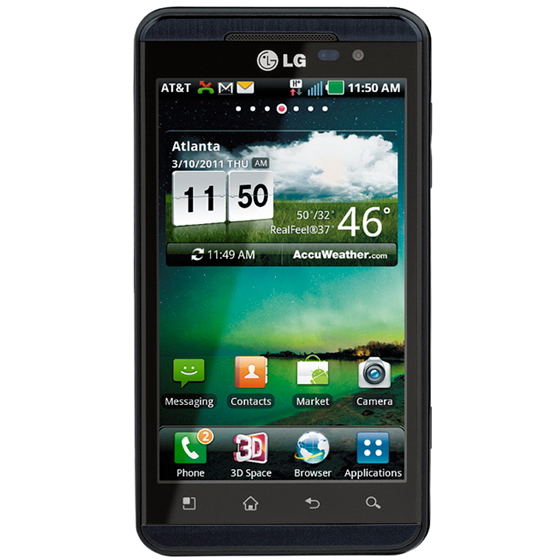 LG
AT&T H+ 11:50 AM
Atlanta
3/10/2011 THU AM
11 50
50°/32°
RealFeel®37° 46°
11:49 AM AccuWeather.com
Messaging Contacts Market Camera
2
3D
Phone 3D Space Browser Applications